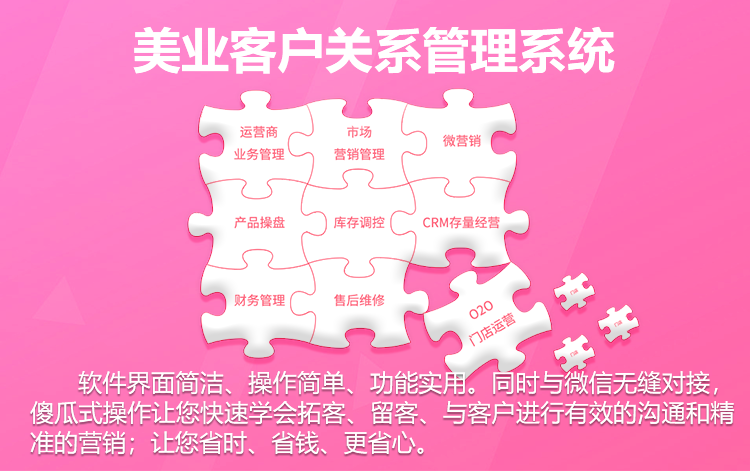 美业客户关系管理系统
运营商
业务管理
市场
营销管理
微营销
产品操盘
库存调控
CRM存量经营
财务管理
售后维修
O2O
门店运营
软件界面简洁、操作简单、功能实用。同时与微信无缝对接，
傻瓜式操作让您快速学会拓客、留客、与客户进行有效的沟通和精
准的营销；让您省时、省钱、更省心。